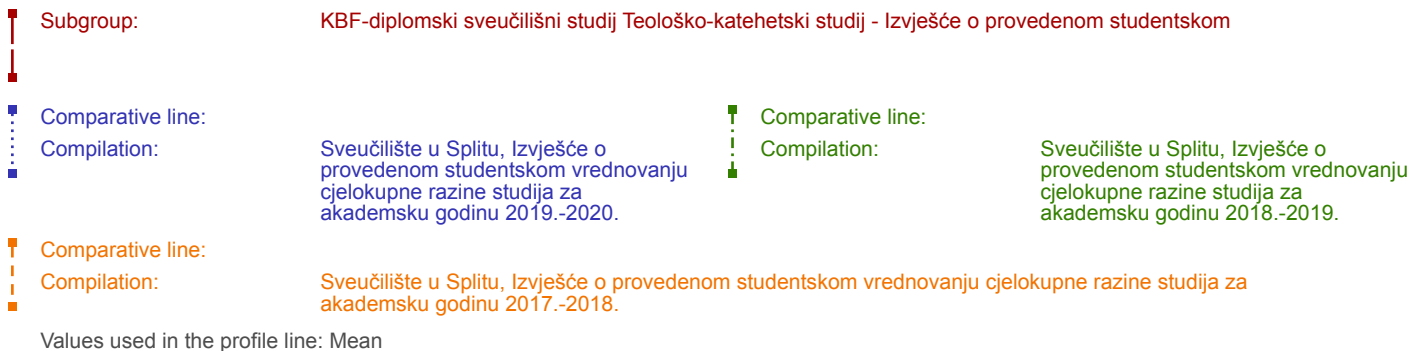 Subgroup: KBF-diplomski sveučilišni studij Teološko-katehetski studij - Izvješće o provedenom studentskom
Comparative line:
Compilation: Sveučilište u Splitu, Izvješće o
provedenom studentskom vrednovanju
cjelokupne razine studija za
akademsku godinu 2019.-2020.
Comparative line:
Compilation: Sveučilište u Splitu, Izvješće o
provedenom studentskom vrednovanju
cjelokupne razine studija za
akademsku godinu 2018.-2019.
Comparative line:
Compilation: Sveučilište u Splitu, Izvješće o provedenom studentskom vrednovanju cjelokupne razine studija za
akademsku godinu 2017.-2018.
Values used in the profile line: Mean